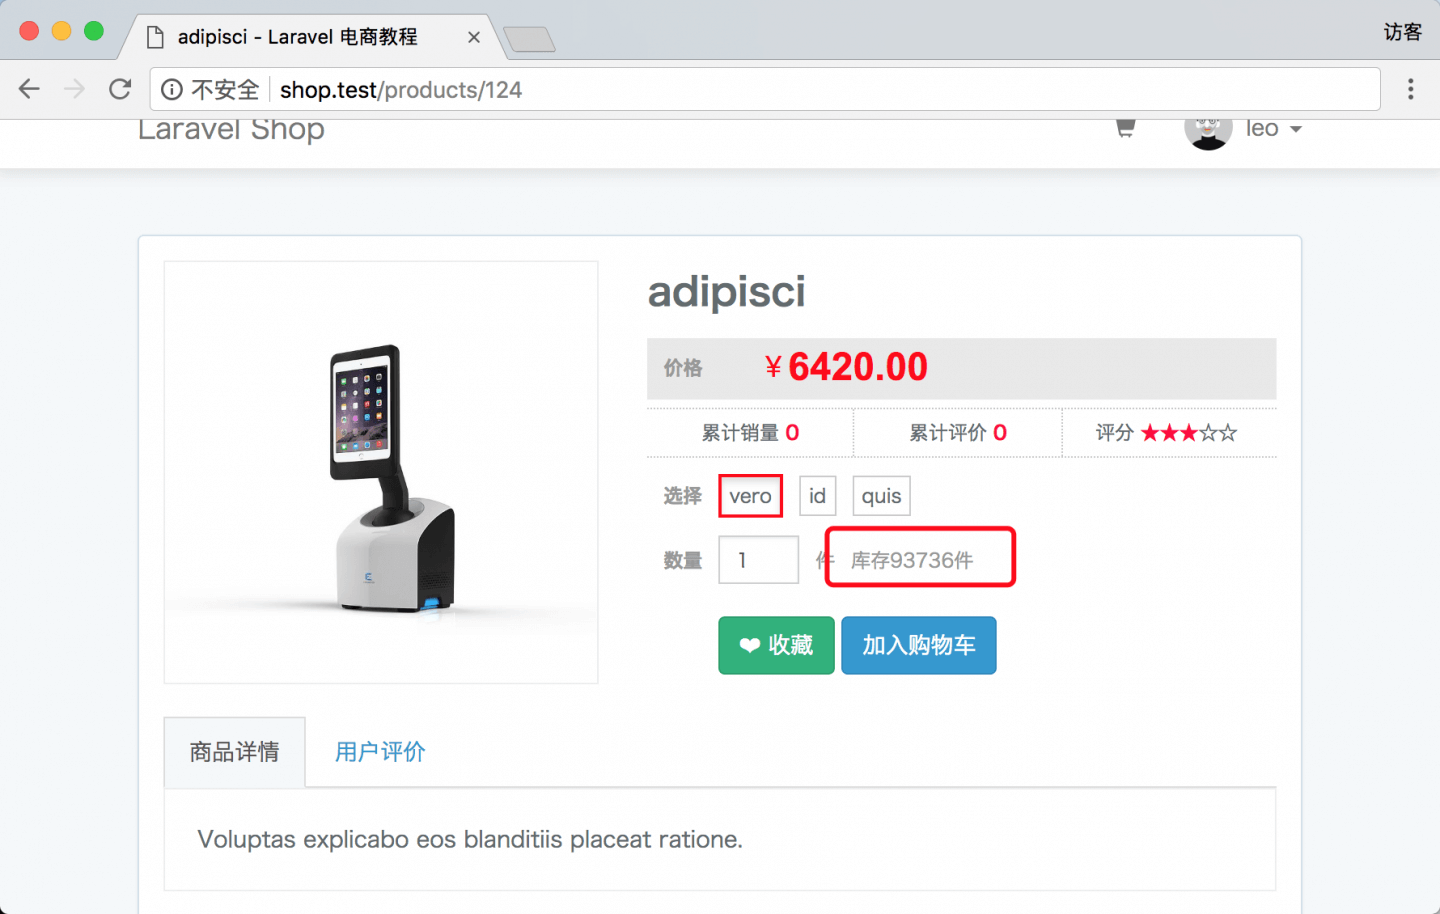 adipisci - Laravel 电商教程
访客
不安全 shop.test/products/124
Laravel Shop
leo
adipisci
价格 ¥ 6420.00
累计销量 0 累计评价 0 评分 ★★★☆☆
选择 vero id quis
数量 1 件 库存93736件
❤ 收藏 加入购物车
商品详情 用户评价
Voluptas explicabo eos blanditiis placeat ratione.